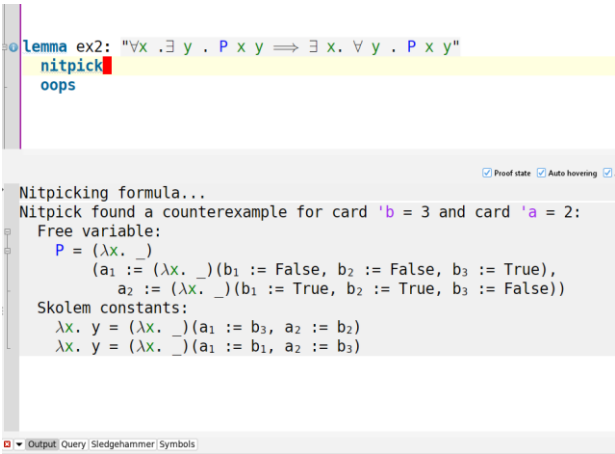 lemma ex2: "∀x .∃ y . P x y ⟹ ∃ x. ∀ y . P x y"
nitpick
oops
Proof state Auto hovering
Nitpicking formula...
Nitpick found a counterexample for card 'b = 3 and card 'a = 2:
Free variable:
P = (λx. _)
(a₁ := (λx. _)(b₁ := False, b₂ := False, b₃ := True),
a₂ := (λx. _)(b₁ := True, b₂ := True, b₃ := False))
Skolem constants:
λx. y = (λx. _)(a₁ := b₃, a₂ := b₂)
λx. y = (λx. _)(a₁ := b₁, a₂ := b₃)
Output Query Sledgehammer Symbols